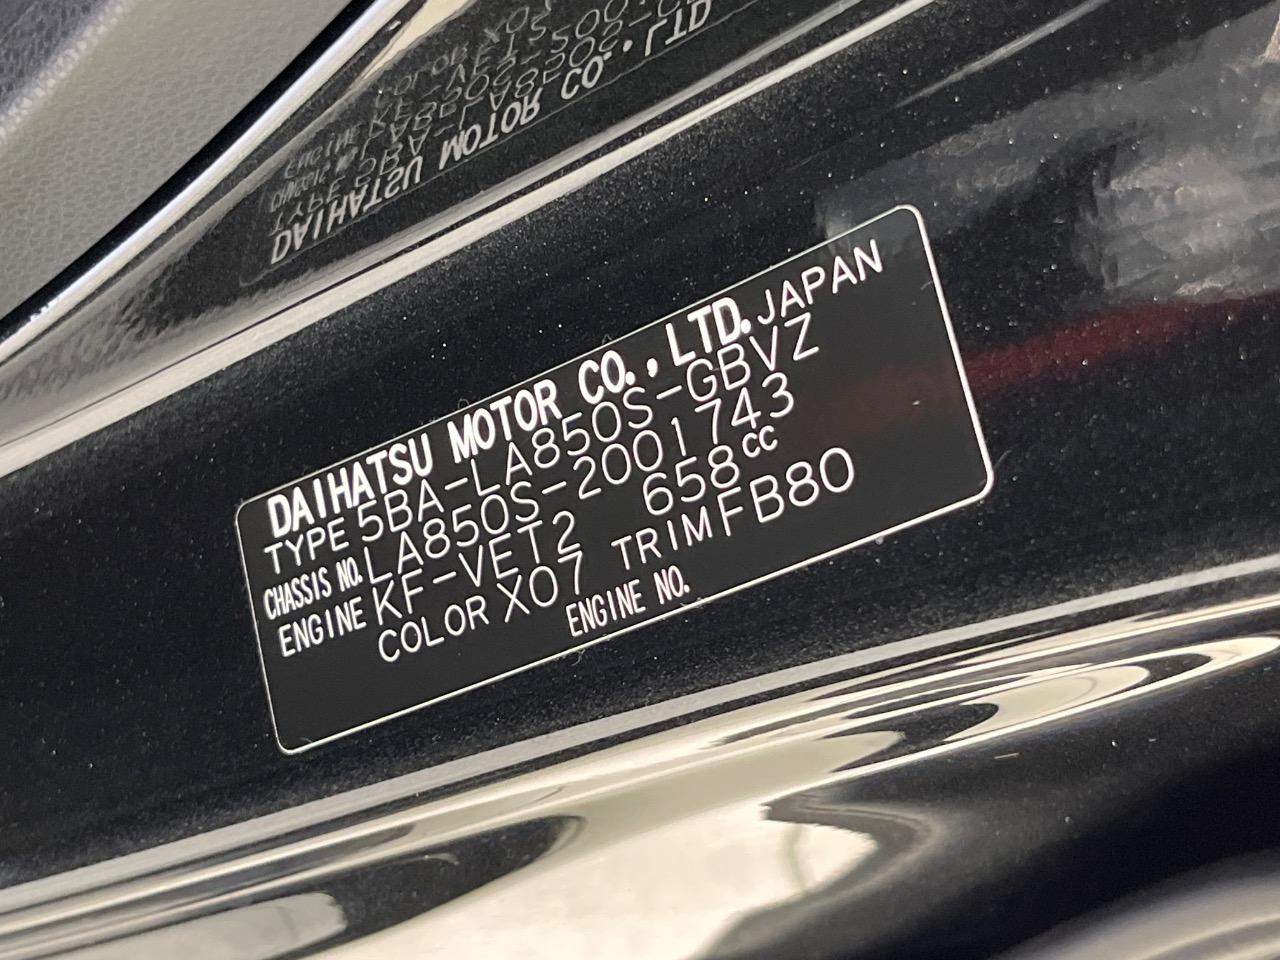 DAIHATSU MOTOR CO., LTD. JAPAN
TYPE 5BA-LA850S-GBVZ
CHASSIS NO. LA850S-2001743
ENGINE KF-VET2 658cc
COLOR X07 TRIM FB80
ENGINE NO.